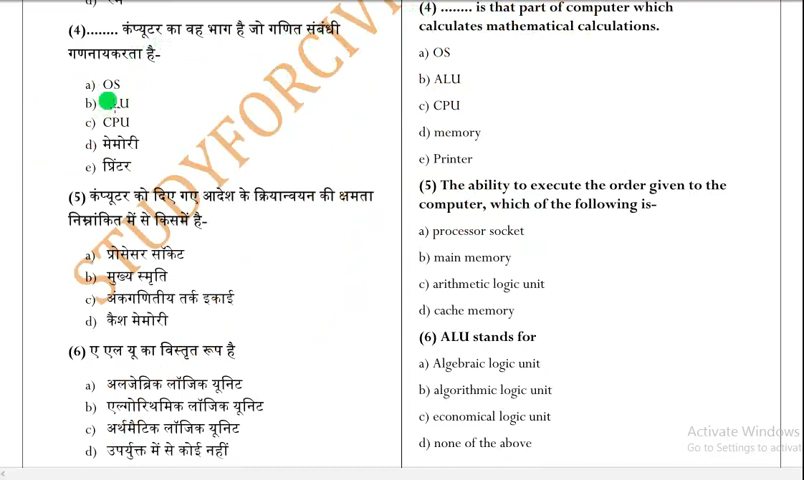 (4)........ कंप्यूटर का वह भाग है जो गणित संबंधी
गणनायकरता है-
a) OS
c) CPU
d) मेमोरी
e) प्रिंटर
(5) कंप्यूटर को दिए गए आदेश के क्रियान्वयन की क्षमता
निम्नांकित में से किसमें है-
a) प्रोसेसर सॉकेट
b) मुख्य स्मृति
c) अंकगणितीय तर्क इकाई
d) कैश मेमोरी
(6) ए एल यू का विस्तृत रूप है
a) अलजेब्रिक लॉजिक यूनिट
b) एल्गोरिथमिक लॉजिक यूनिट
c) अर्थमैटिक लॉजिक यूनिट
d) उपर्युक्त में से कोई नहीं
(4) ........ is that part of computer which
calculates mathematical calculations.
a) OS
b) ALU
c) CPU
d) memory
e) Printer
(5) The ability to execute the order given to the
computer, which of the following is-
a) processor socket
b) main memory
c) arithmetic logic unit
d) cache memory
(6) ALU stands for
a) Algebraic logic unit
b) algorithmic logic unit
c) economical logic unit
d) none of the above
STUDYFORCIV
Activate Windows
Go to Settings to activat